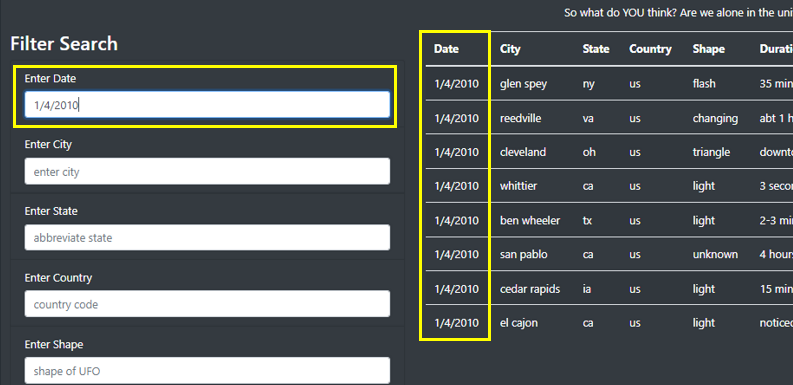 So what do YOU think? Are we alone in the uni
Filter Search
Enter Date
1/4/2010
Enter City
enter city
Enter State
abbreviate state
Enter Country
country code
Enter Shape
shape of UFO
Date City State Country Shape Duratio
1/4/2010 glen spey ny us flash 35 min
1/4/2010 reedville va us changing abt 1 h
1/4/2010 cleveland oh us triangle downto
1/4/2010 whittier ca us light 3 secon
1/4/2010 ben wheeler tx us light 2-3 min
1/4/2010 san pablo ca us unknown 4 hours
1/4/2010 cedar rapids ia us light 15 min
1/4/2010 el cajon ca us light noticed